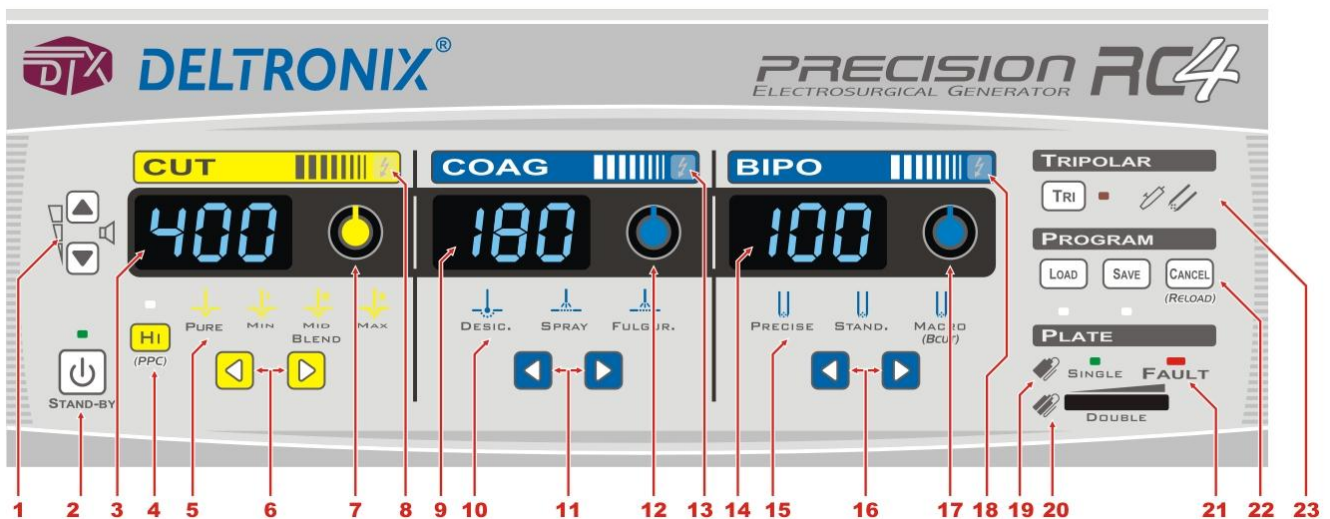 DTX DELTRONIX®
PRECISION RC4
ELECTROSURGICAL GENERATOR
CUT COAG BIPO TRIPOLAR
400 180 100
TRI
PROGRAM
LOAD SAVE CANCEL
(RELOAD)
HI
(PPC)
PURE MIN MID MAX
BLEND
DESIC. SPRAY FULGUR.
PRECISE STAND. MACRO
(BCUT)
PLATE
SINGLE FAULT
DOUBLE
STAND-BY
1 2 3 4 5 6 7 8 9 10 11 12 13 14 15 16 17 18 19 20 21 22 23